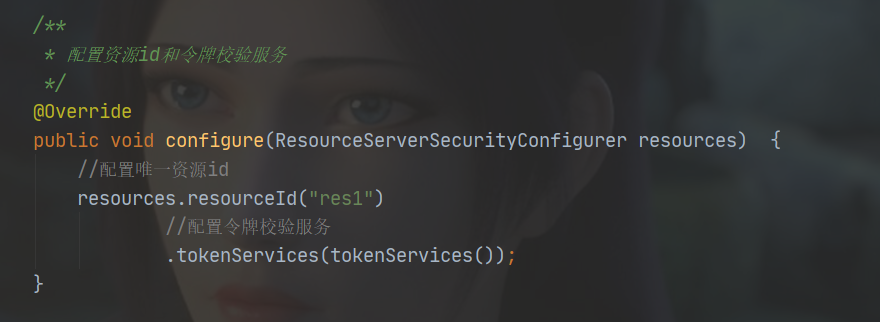 /**
 * 配置资源id和令牌校验服务
 */
@Override
public void configure(ResourceServerSecurityConfigurer resources)  {
    //配置唯一资源id
    resources.resourceId("res1")
            //配置令牌校验服务
            .tokenServices(tokenServices());
}